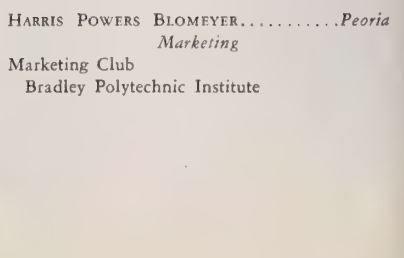 HARRIS POWERS BLOMEYER...........Peoria
Marketing
Marketing Club
Bradley Polytechnic Institute